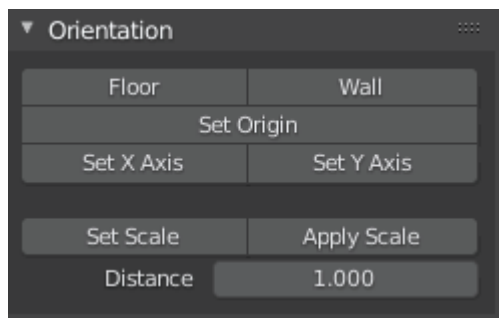 Orientation
Floor Wall
Set Origin
Set X Axis Set Y Axis
Set Scale Apply Scale
Distance 1.000